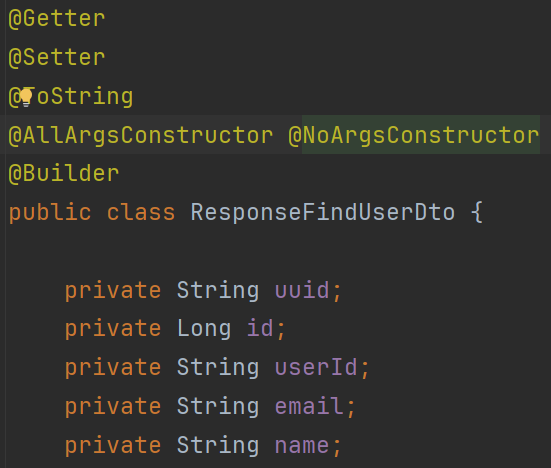 @Getter
@Setter
@ToString
@AllArgsConstructor @NoArgsConstructor
@Builder
public class ResponseFindUserDto {
private String uuid;
private Long id;
private String userId;
private String email;
private String name;